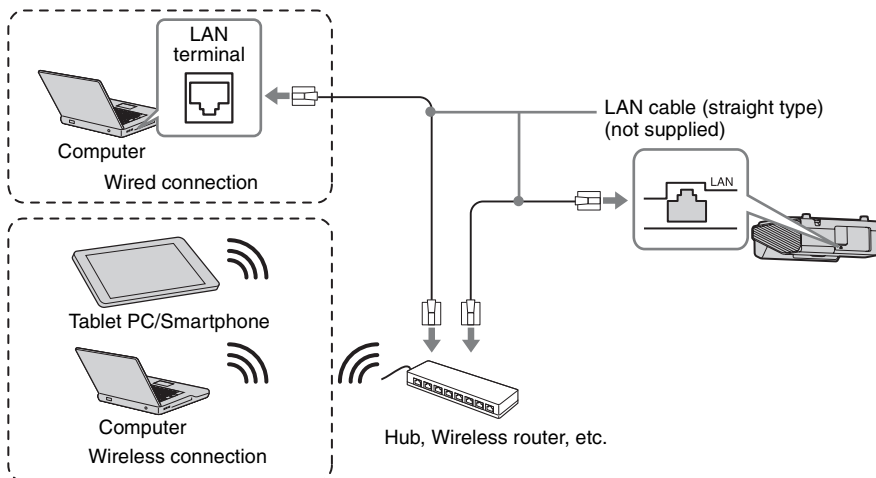 LAN
terminal
Computer
Wired connection
LAN cable (straight type)
(not supplied)
LAN
Tablet PC/Smartphone
Computer
Wireless connection
Hub, Wireless router, etc.